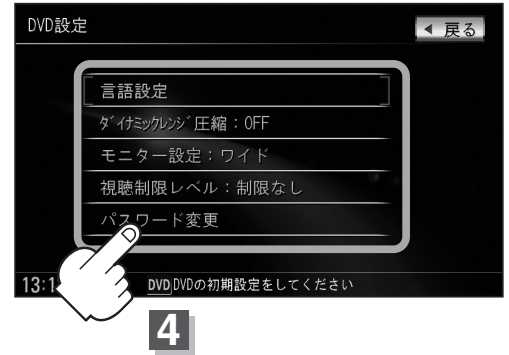 DVD設定
◀ 戻る
言語設定
ﾀﾞｲﾅﾐｯｸﾚﾝｼﾞ圧縮：OFF
モニター設定：ワイド
視聴制限レベル：制限なし
パスワード変更
13:1
DVD DVDの初期設定をしてください
4